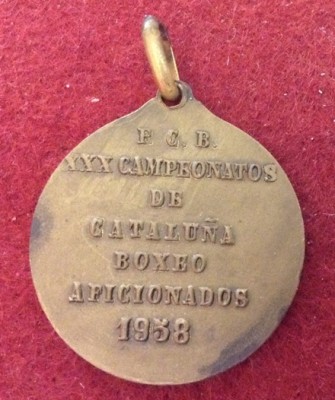 F. C. B.
XXX CAMPEONATOS
DE
CATALUÑA
BOXEO
AFICIONADOS
1958